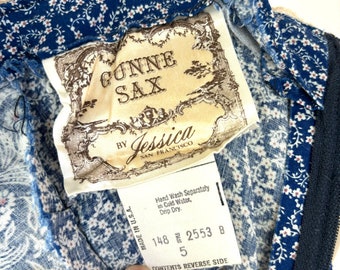 GUNNE
SAX
BY Jessica
SAN FRANCISCO
Hand Wash Separately
in Cold Water.
Drip Dry.
MADE IN U.S.A.
148 2553 B
5
CONTENTS REVERSE SIDE